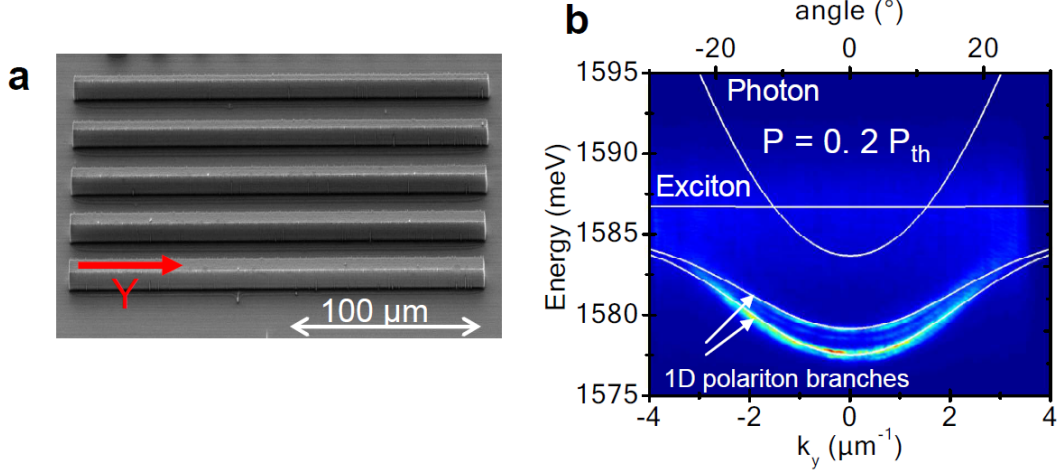 a
Y
100 µm
b
angle (°)
-20 0 20
Photon
P = 0. 2 P_th
Exciton
1D polariton branches
Energy (meV)
1595
1590
1585
1580
1575
-4 -2 0 2 4
k_y (µm⁻¹)